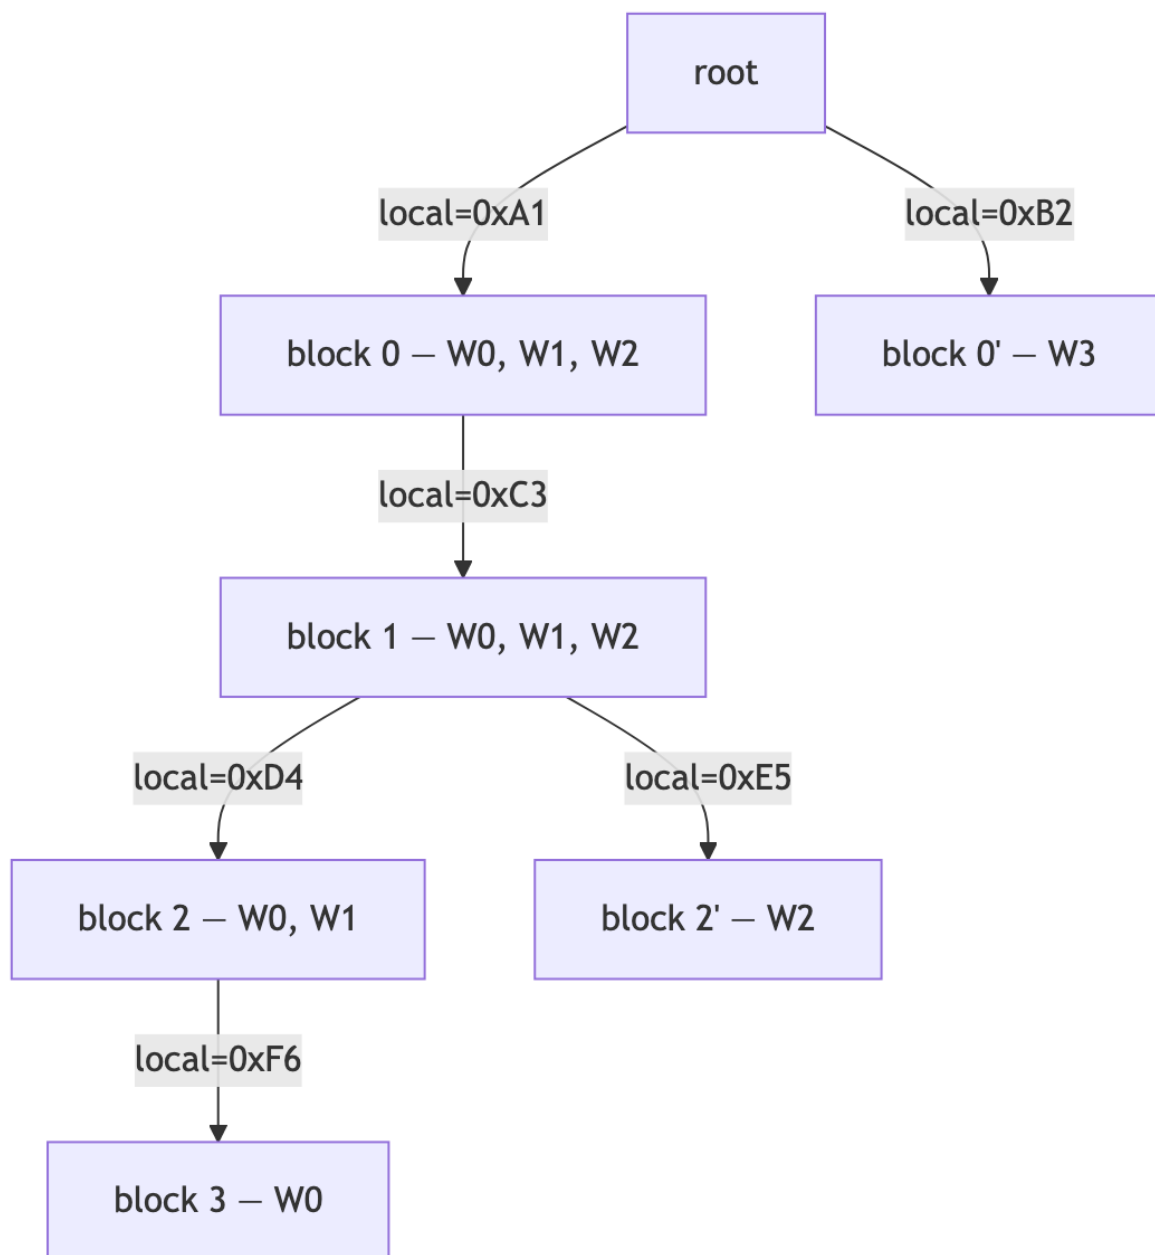 root
local=0xA1
local=0xB2
block 0 — W0, W1, W2
block 0' — W3
local=0xC3
block 1 — W0, W1, W2
local=0xD4
local=0xE5
block 2 — W0, W1
block 2' — W2
local=0xF6
block 3 — W0